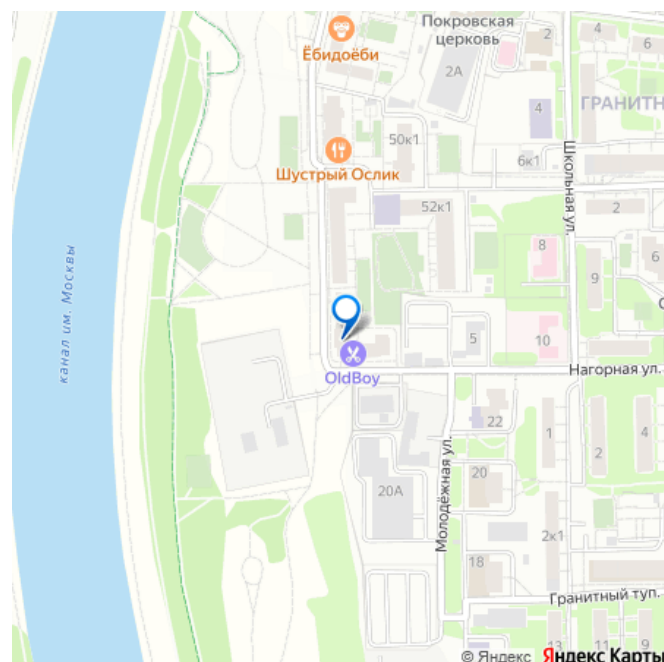 Покровская
церковь
2
4
6
Ёбидоёби
2А
ГРАНИТН
4
50к1
Шустрый Ослик
6к1
Школьная ул.
52к1
2
8
6
9
С
канал им. Москвы
5
10
OldBoy
Нагорная ул.
22
1
2
4
Молодёжная ул.
20
20А
2к1
18
Гранитный туп.
13
11
9
© Яндекс Яндекс Карты